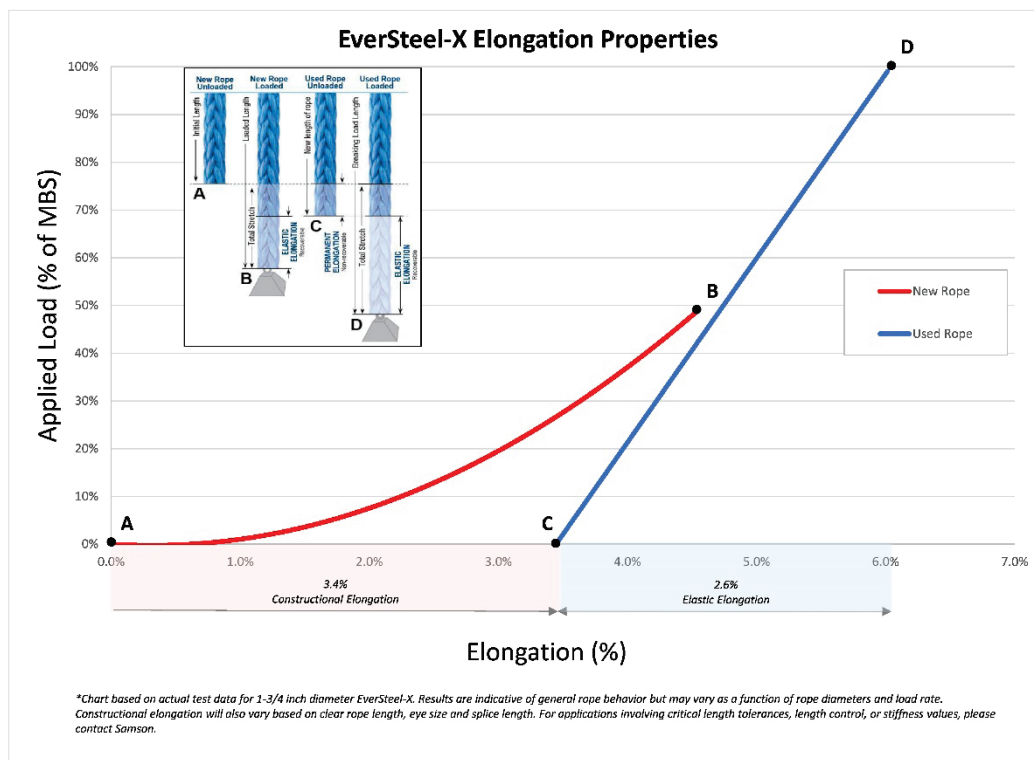 EverSteel-X Elongation Properties
D
100%
90%
80%
70%
60%
50%
40%
30%
20%
10%
0%
Applied Load (% of MBS)
New Rope
Unloaded
New Rope
Loaded
Used Rope
Unloaded
Used Rope
Loaded
Initial Length
Loaded Length
New length of rope
Breaking Load Length
A
Total Stretch
ELASTIC
ELONGATION
Recoverable
B
C
PERMANENT
ELONGATION
Non-recoverable
Total Stretch
ELASTIC
ELONGATION
Recoverable
D
B
New Rope
Used Rope
A
C
0.0%
1.0%
2.0%
3.0%
4.0%
5.0%
6.0%
7.0%
3.4%
Constructional Elongation
2.6%
Elastic Elongation
Elongation (%)
*Chart based on actual test data for 1-3/4 inch diameter EverSteel-X. Results are indicative of general rope behavior but may vary as a function of rope diameters and load rate.
Constructional elongation will also vary based on clear rope length, eye size and splice length. For applications involving critical length tolerances, length control, or stiffness values, please
contact Samson.